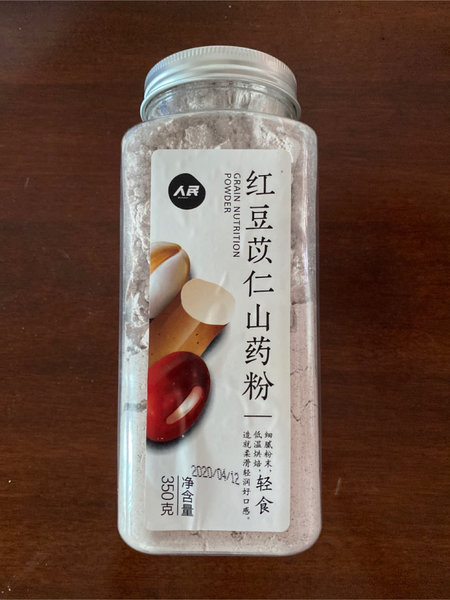 人民
红豆苡仁山药粉
GRAIN NUTRITION
POWDER
轻食
细腻粉末，
低温烘焙，
造就柔滑轻润好口感。
2020/04/12
净含量
350克